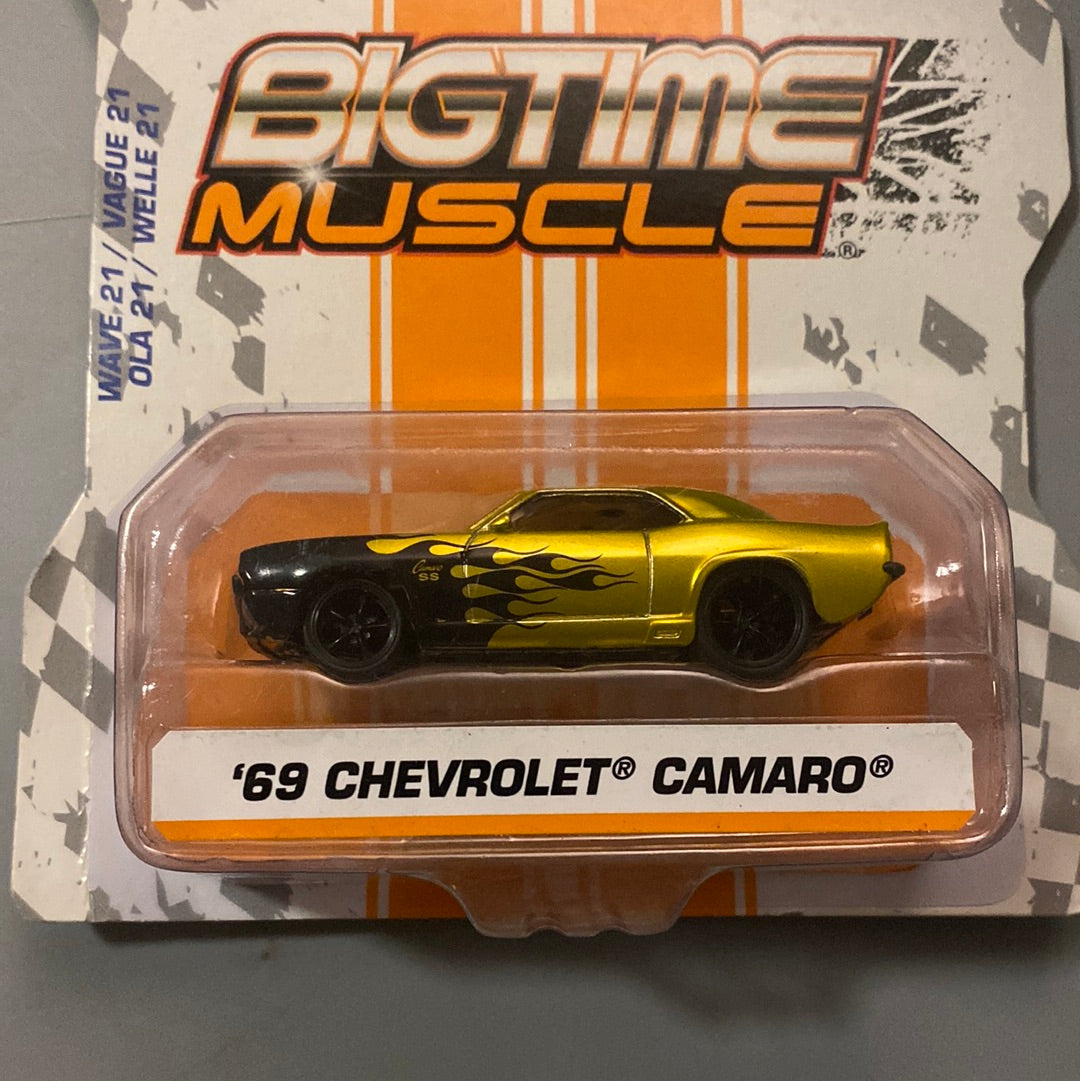 BIGTIME
MUSCLE®
WAVE 21 / VAGUE 21
OLA 21 / WELLE 21
Camaro
SS
‘69 CHEVROLET® CAMARO®